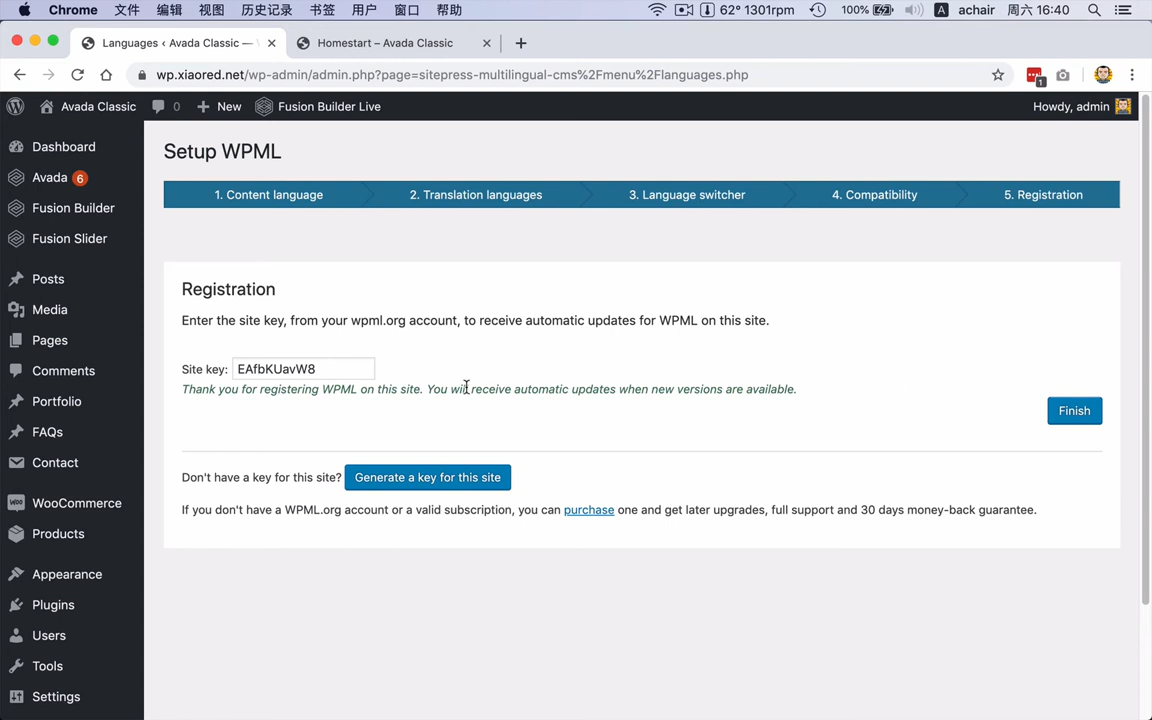 Chrome 文件 编辑 视图 历史记录 书签 用户 窗口 帮助 62° 1301rpm 100% A achair 周六 16:40
Languages ‹ Avada Classic — Homestart – Avada Classic
wp.xiaored.net/wp-admin/admin.php?page=sitepress-multilingual-cms%2Fmenu%2Flanguages.php 1
Avada Classic 0 New Fusion Builder Live Howdy, admin
Dashboard
Avada 6
Fusion Builder
Fusion Slider
Posts
Media
Pages
Comments
Portfolio
FAQs
Contact
WooCommerce
Products
Appearance
Plugins
Users
Tools
Settings
Setup WPML
1. Content language 2. Translation languages 3. Language switcher 4. Compatibility 5. Registration
Registration
Enter the site key, from your wpml.org account, to receive automatic updates for WPML on this site.
Site key: EAfbKUavW8
Thank you for registering WPML on this site. You will receive automatic updates when new versions are available.
Finish
Don't have a key for this site? Generate a key for this site
If you don't have a WPML.org account or a valid subscription, you can purchase one and get later upgrades, full support and 30 days money-back guarantee.